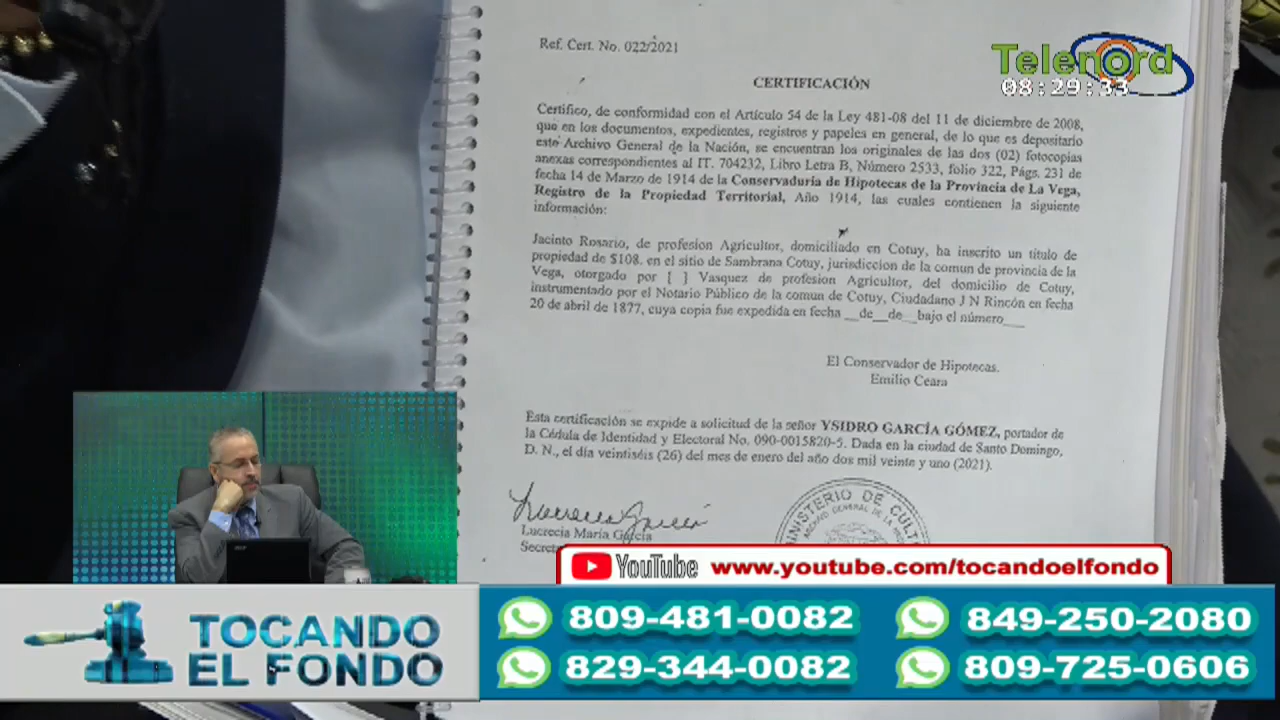 Ref. Cert. No. 022/2021
Telenord
08:29:33
CERTIFICACIÓN
Certifico, de conformidad con el Artículo 54 de la Ley 481-08 del 11 de diciembre de 2008,
que en los documentos, expedientes, registros y papeles en general, de lo que es depositario
este Archivo General de la Nación, se encuentran los originales de las dos (02) fotocopias
anexas correspondientes al IT. 704232, Libro Letra B, Número 2533, folio 322, Págs. 231 de
fecha 14 de Marzo de 1914 de la Conservaduría de Hipotecas de la Provincia de La Vega,
Registro de la Propiedad Territorial, Año 1914, las cuales contienen la siguiente
información:
Jacinto Rosario, de profesion Agricultor, domiciliado en Cotuy, ha inscrito un título de
propiedad de $108. en el sitio de Sambrana Cotuy, jurisdiccion de la comun de provincia de la
Vega, otorgado por [ ] Vasquez de profesion Agricultor, del domicilio de Cotuy,
instrumentado por el Notario Público de la comun de Cotuy, Ciudadano J N Rincón en fecha
20 de abril de 1877, cuya copia fue expedida en fecha __de__de__bajo el número___
El Conservador de Hipotecas.
Emilio Ceara
Esta certificación se expide a solicitud de la señor YSIDRO GARCÍA GÓMEZ, portador de
la Cédula de Identidad y Electoral No. 090-0015820-5. Dada en la ciudad de Santo Domingo,
D. N., el día veintiséis (26) del mes de enero del año dos mil veinte y uno (2021).
Lucrecia María García
MINISTERIO DE CULTU
ARCHIVO GENERAL DE LA
YouTube www.youtube.com/tocandoelfondo
TOCANDO
EL FONDO
809-481-0082
849-250-2080
829-344-0082
809-725-0606